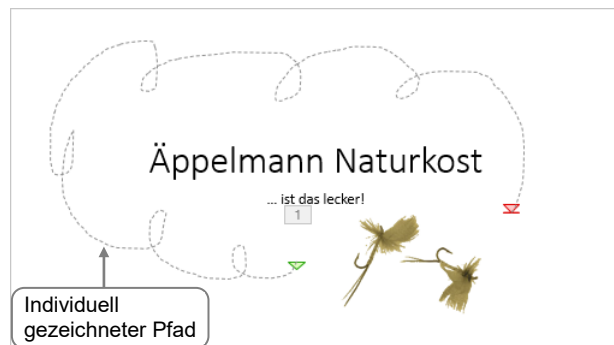 Äppelmann Naturkost
... ist das lecker!
1
Individuell
gezeichneter Pfad